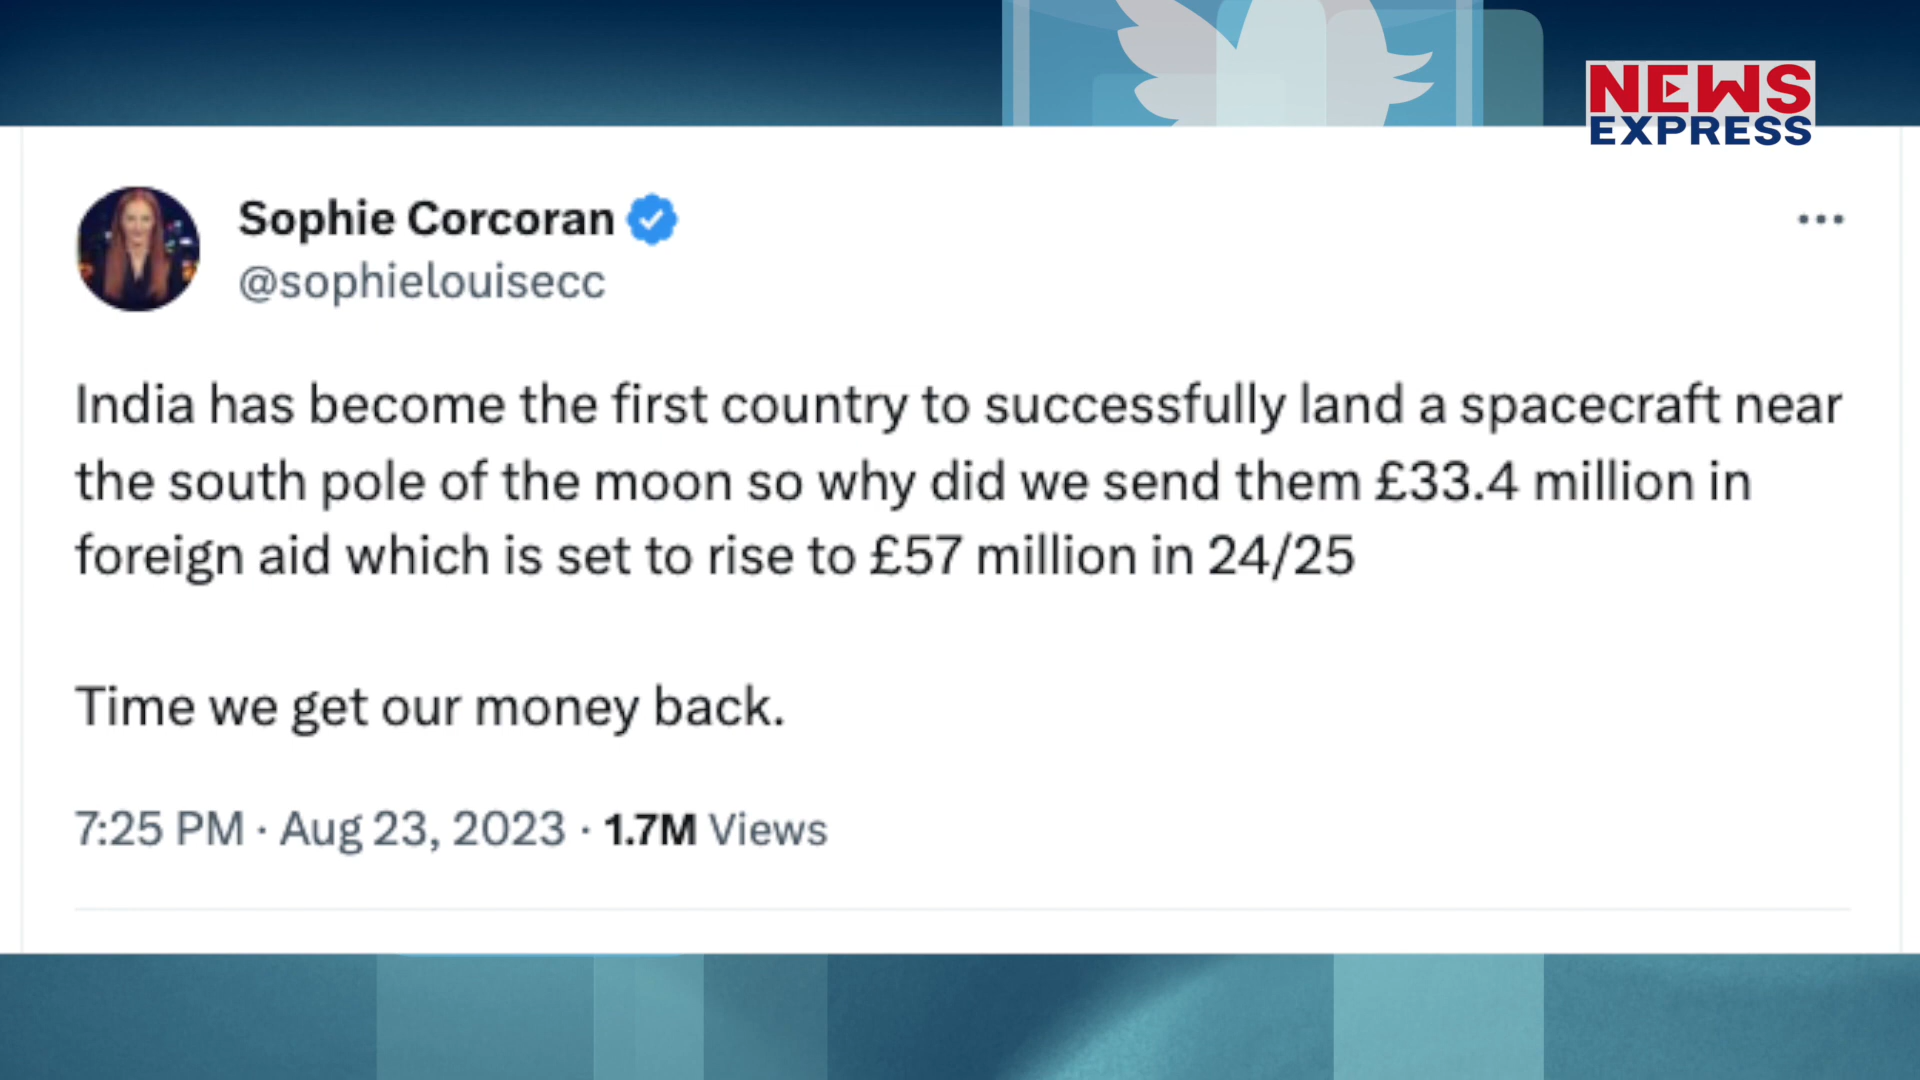 NEWS
EXPRESS
Sophie Corcoran
@sophielouisecc
India has become the first country to successfully land a spacecraft near
the south pole of the moon so why did we send them £33.4 million in
foreign aid which is set to rise to £57 million in 24/25
Time we get our money back.
7:25 PM · Aug 23, 2023 · 1.7M Views